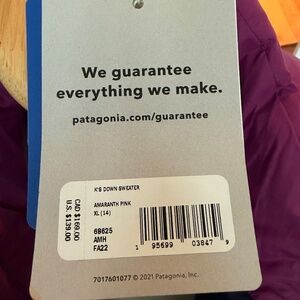 We guarantee
everything we make.
patagonia.com/guarantee
K'S DOWN SWEATER
AMARANTH PINK
XL (14)
CAD $169.00
U.S. $139.00
68625
AMH
FA22
1 95699 03847 9
7017601077 © 2021 Patagonia, Inc.